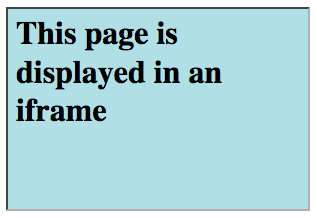 This page is
displayed in an
iframe